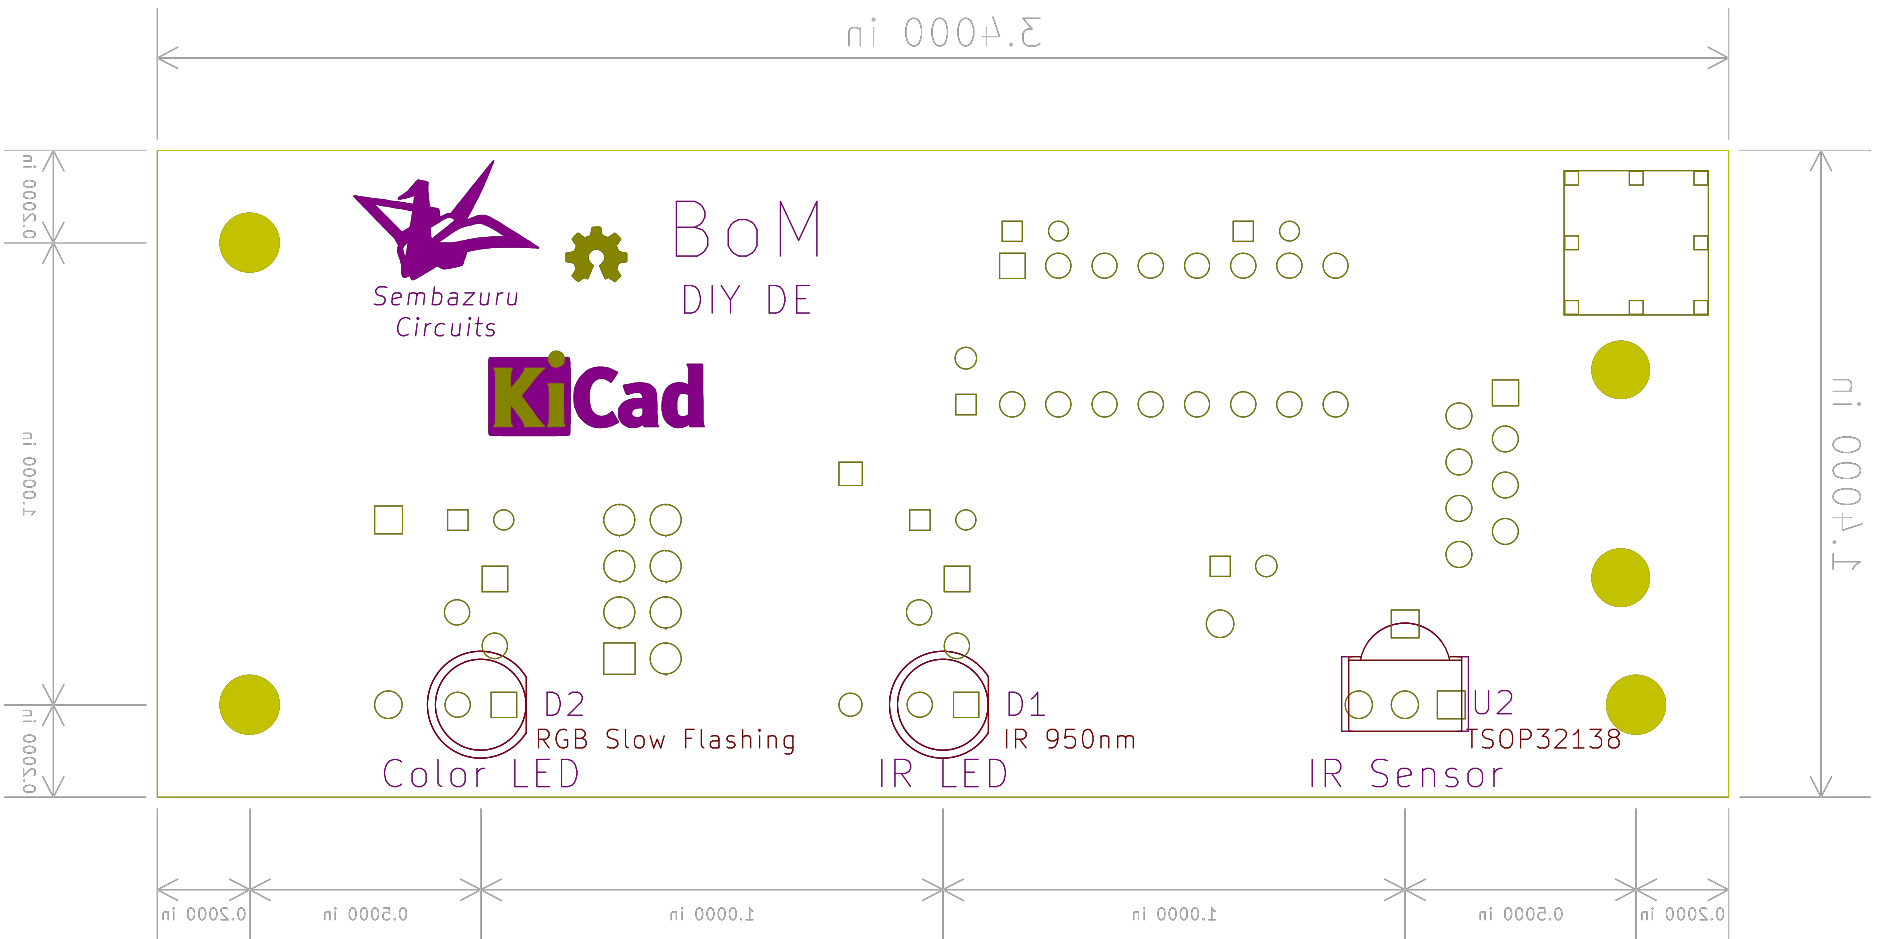 3.4000 in
0.2000 in
BoM
DIY DE
Sembazuru
Circuits
KiCad
1.0000 in
1.4000 in
D2
D1
U2
RGB Slow Flashing
IR 950nm
TSOP32138
Color LED
IR LED
IR Sensor
0.2000 in
0.2000 in
0.5000 in
1.0000 in
1.0000 in
0.5000 in
0.2000 in